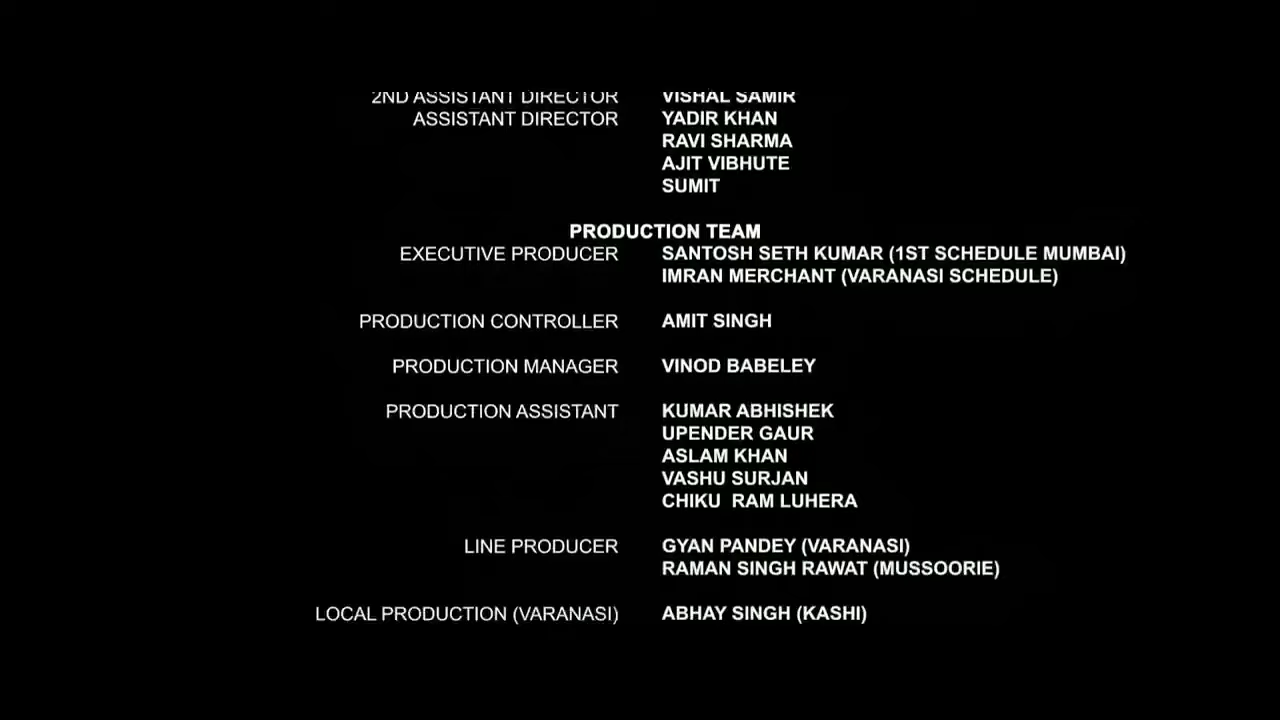 2ND ASSISTANT DIRECTOR VISHAL SAMIR
ASSISTANT DIRECTOR YADIR KHAN
RAVI SHARMA
AJIT VIBHUTE
SUMIT
PRODUCTION TEAM
EXECUTIVE PRODUCER SANTOSH SETH KUMAR (1ST SCHEDULE MUMBAI)
IMRAN MERCHANT (VARANASI SCHEDULE)
PRODUCTION CONTROLLER AMIT SINGH
PRODUCTION MANAGER VINOD BABELEY
PRODUCTION ASSISTANT KUMAR ABHISHEK
UPENDER GAUR
ASLAM KHAN
VASHU SURJAN
CHIKU  RAM LUHERA
LINE PRODUCER GYAN PANDEY (VARANASI)
RAMAN SINGH RAWAT (MUSSOORIE)
LOCAL PRODUCTION (VARANASI) ABHAY SINGH (KASHI)